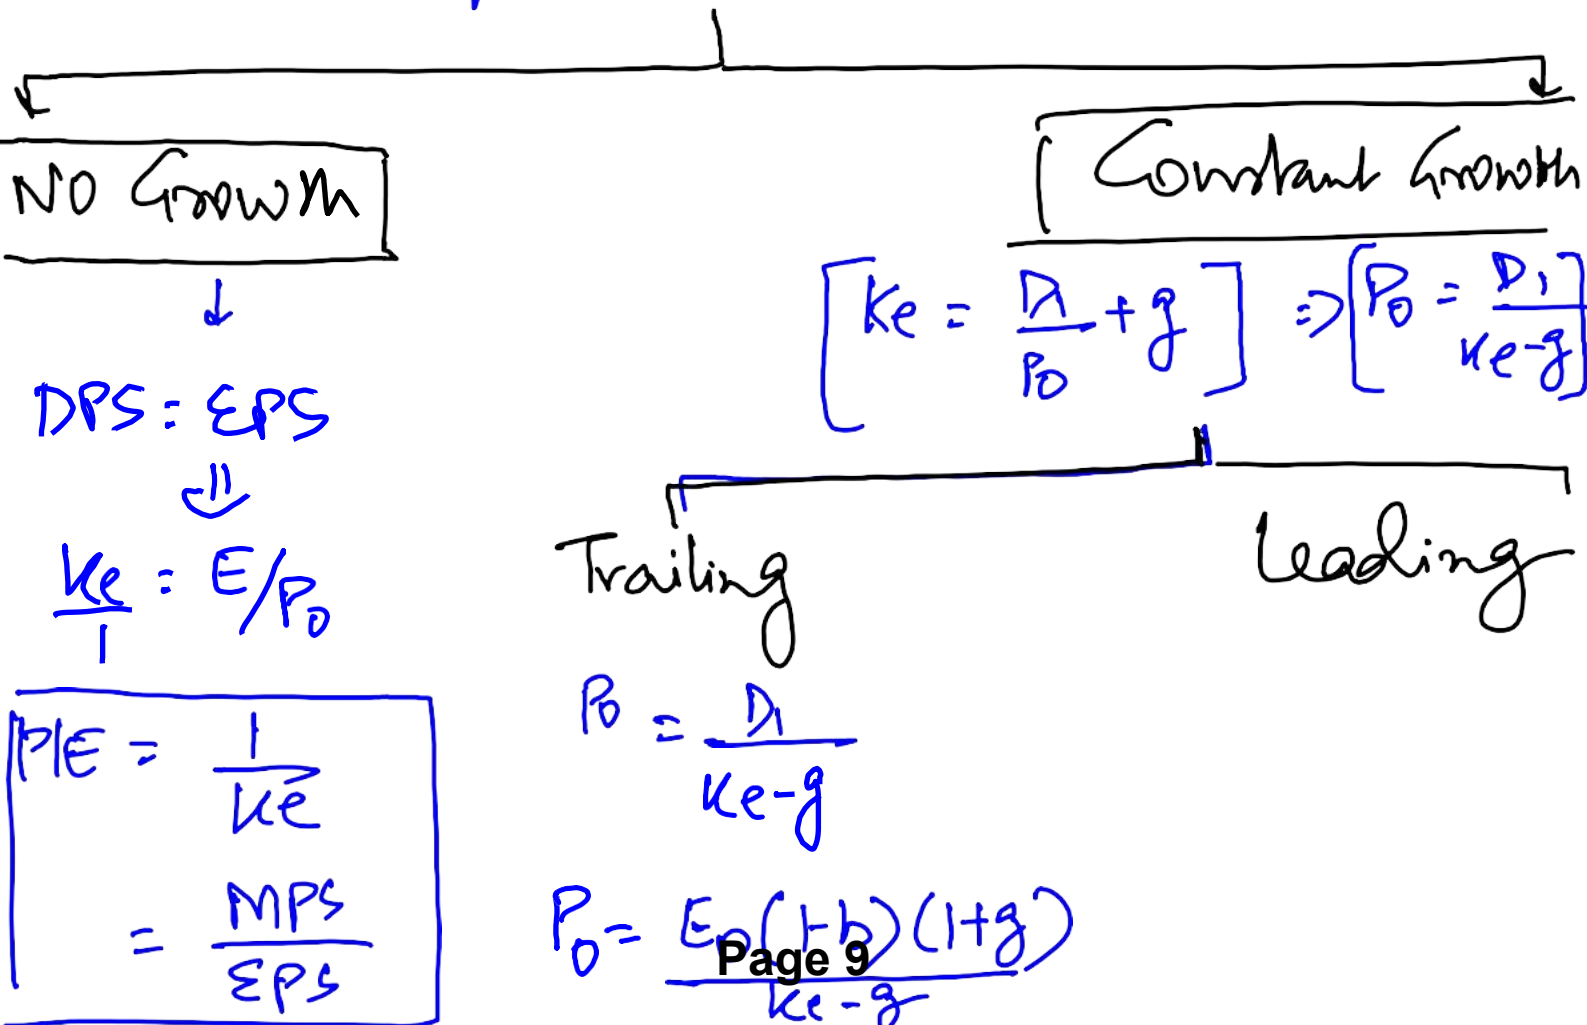 NO Growth
Constant Growth
Ke = D1/P0 + g => P0 = D1/Ke-g
DPS = EPS
Ke/1 = E/P0
Trailing
Leading
P/E = 1/Ke
= MPS/EPS
P0 = D1/Ke-g
P0 = E0(1-b)(1+g)/Ke-g
Page 9